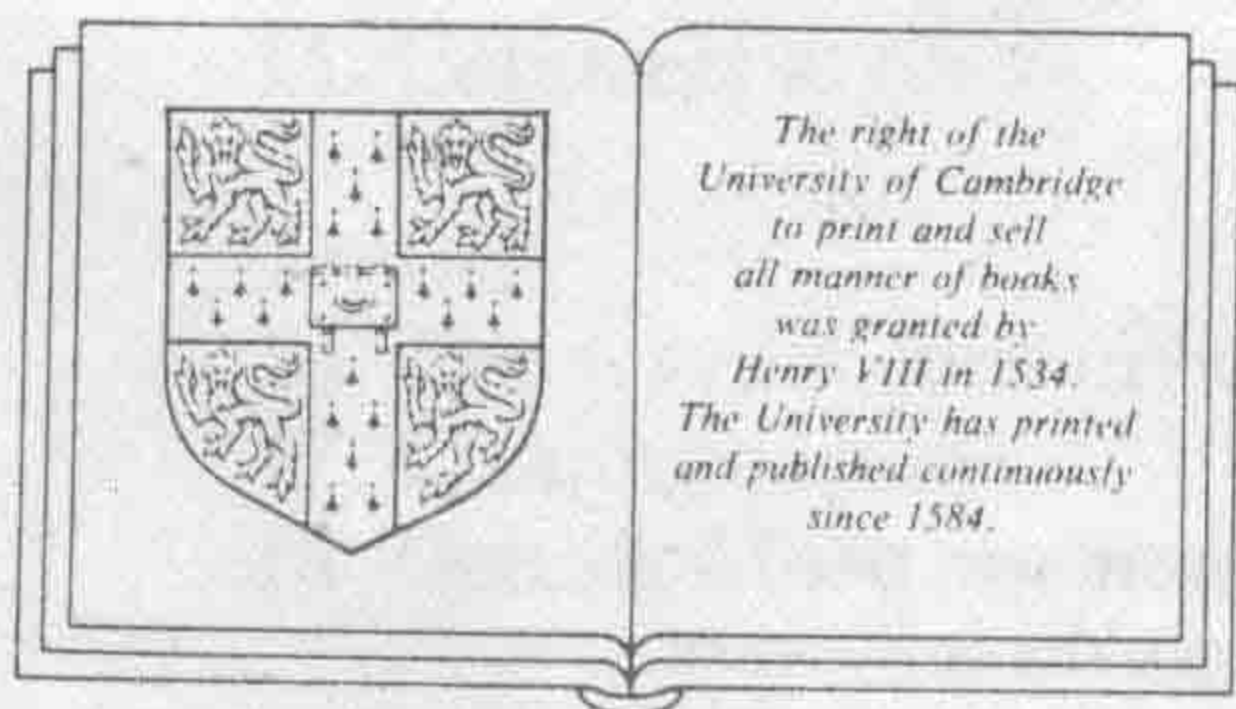 The right of the
University of Cambridge
to print and sell
all manner of books
was granted by
Henry VIII in 1534.
The University has printed
and published continuously
since 1584.